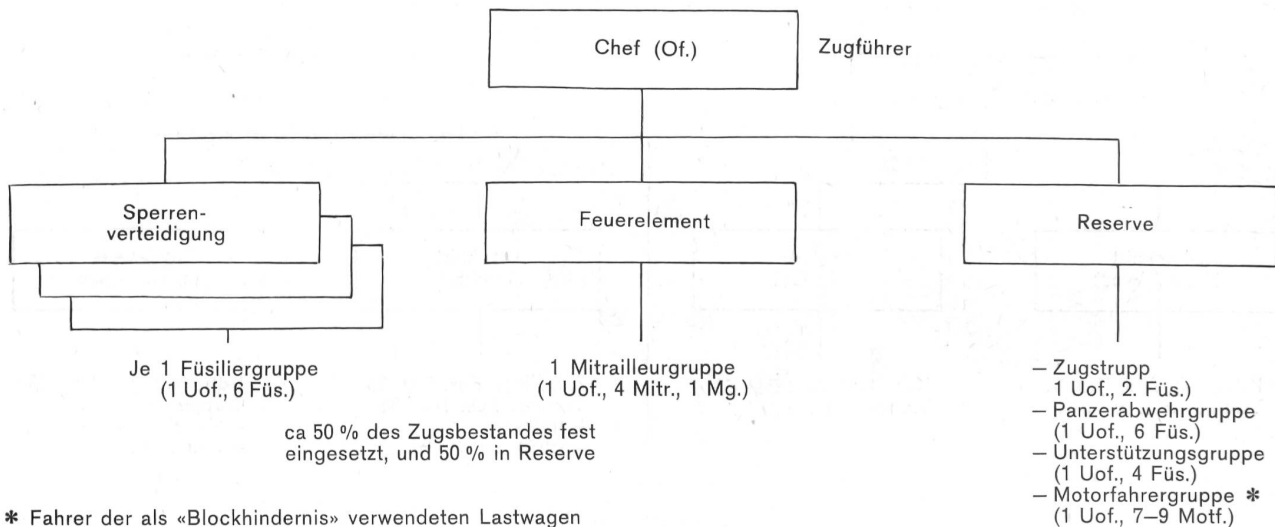 Chef (Of.)
Zugführer
Sperren-
verteidigung
Feuerelement
Reserve
Je 1 Füsiliergruppe
(1 Uof., 6 Füs.)
1 Mitrailleurgruppe
(1 Uof., 4 Mitr., 1 Mg.)
— Zugstrupp
1 Uof., 2. Füs.)
— Panzerabwehrgruppe
(1 Uof., 6 Füs.)
— Unterstützungsgruppe
(1 Uof., 4 Füs.)
— Motorfahrergruppe *
(1 Uof., 7—9 Motf.)
ca 50 % des Zugsbestandes fest
eingesetzt, und 50 % in Reserve
* Fahrer der als «Blockhindernis» verwendeten Lastwagen